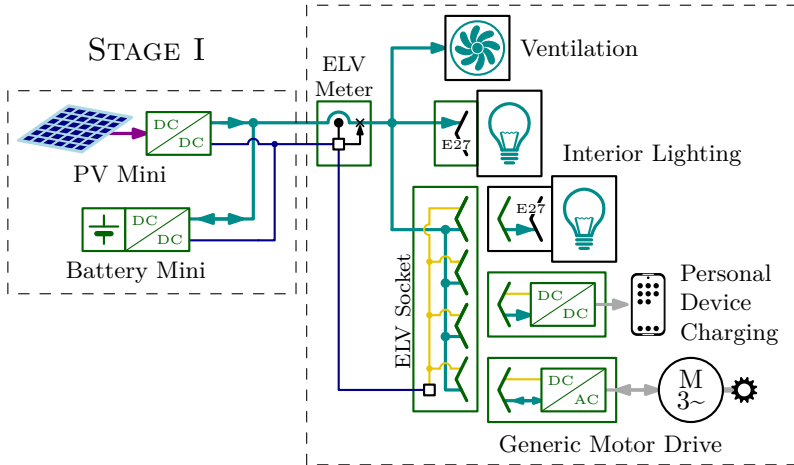 STAGE I
ELV
Meter
Ventilation
DC
DC
PV Mini
E27
Interior Lighting
DC
DC
Battery Mini
ELV Socket
E27
DC
DC
Personal
Device
Charging
DC
AC
M
3~
Generic Motor Drive